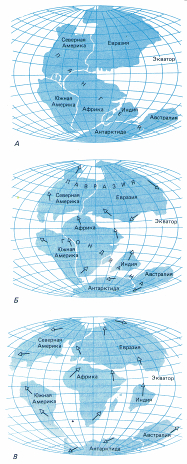 Северная
Америка
Евразия
Экватор
Южная
Америка
Африка
Индия
Австралия
Антарктида
А
ЛАВРАЗИЯ
Северная
Америка
Евразия
Экватор
Африка
Южная
Америка
Индия
Австралия
Антарктида
Б
Северная
Америка
Евразия
Африка
Экватор
Индия
Южная
Америка
Австралия
Антарктида
В